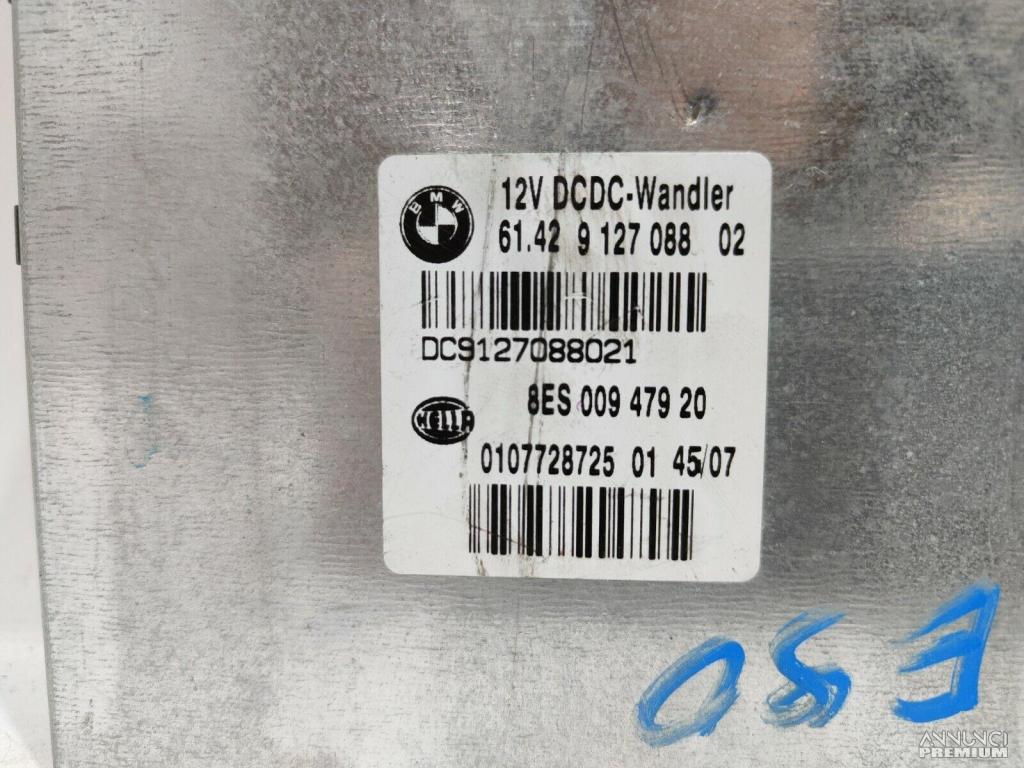 BMW
12V DCDC-Wandler
61.42 9 127 088 02
DC9127088021
8ES 009 479 20
HELLA
0107728725 01 45/07
E90
ANNUNCI
PREMIUM